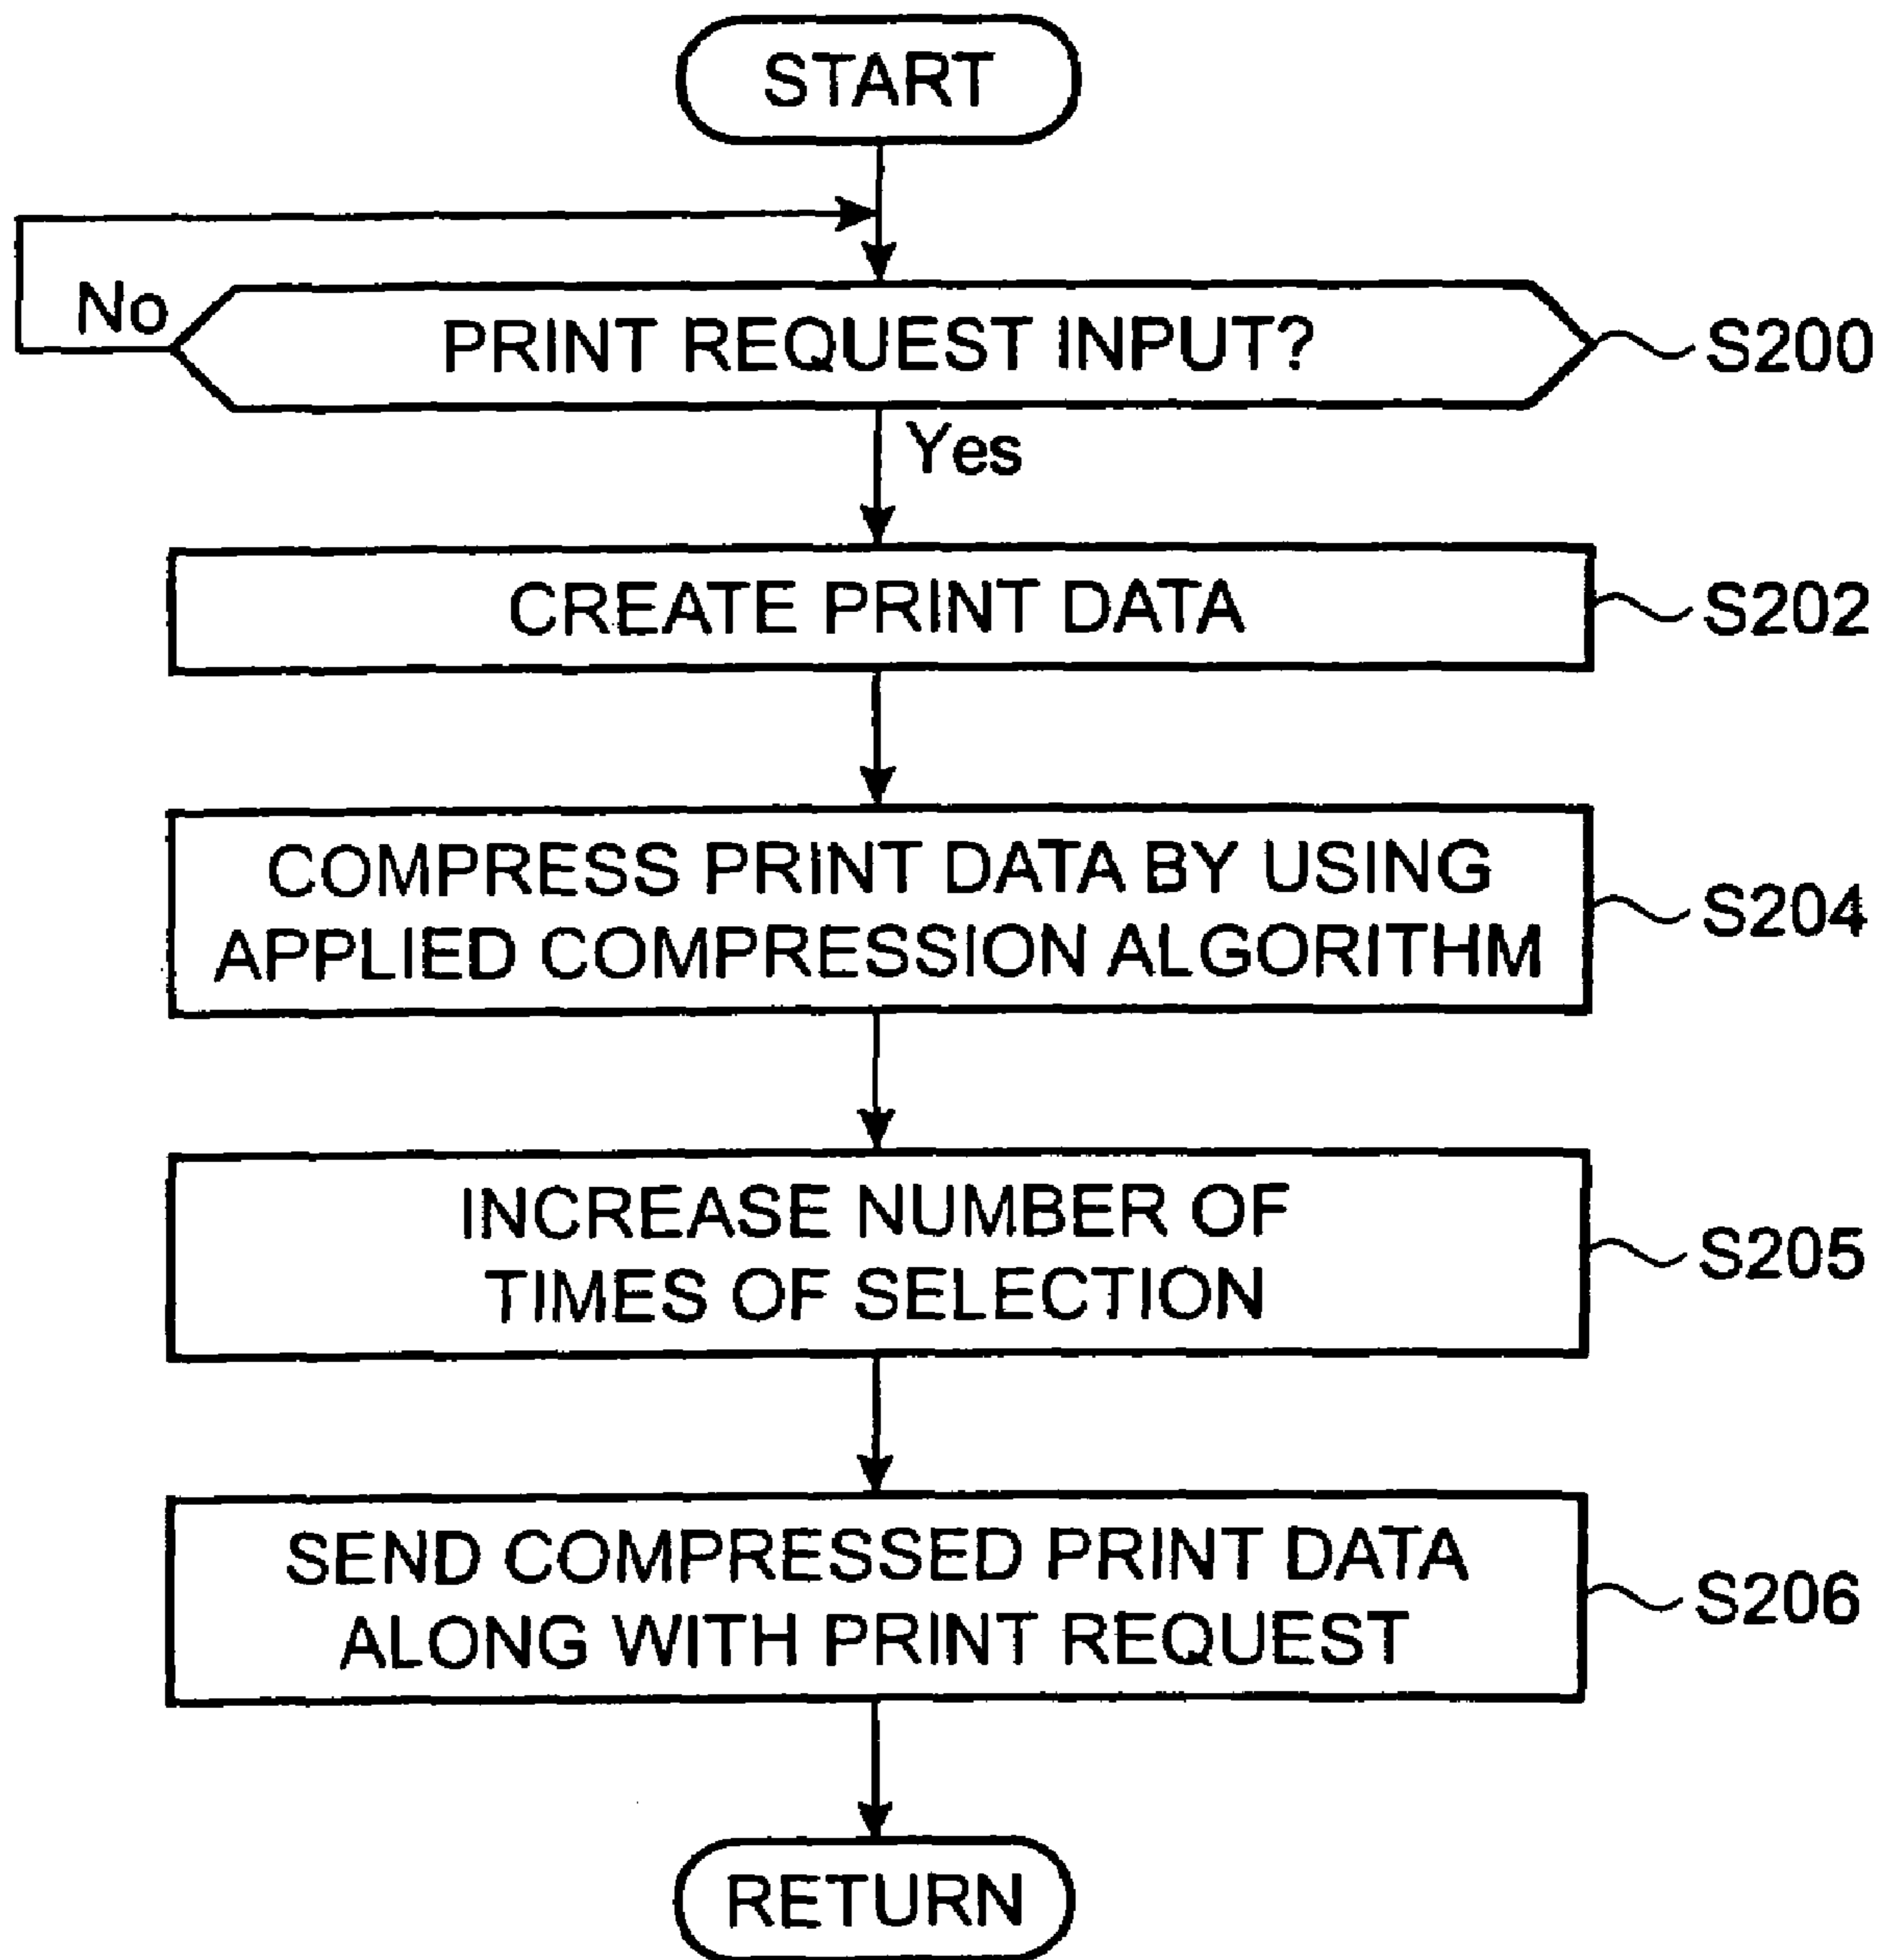 START
No
PRINT REQUEST INPUT?
S200
Yes
CREATE PRINT DATA
S202
COMPRESS PRINT DATA BY USING
APPLIED COMPRESSION ALGORITHM
S204
INCREASE NUMBER OF
TIMES OF SELECTION
S205
SEND COMPRESSED PRINT DATA
ALONG WITH PRINT REQUEST
S206
RETURN